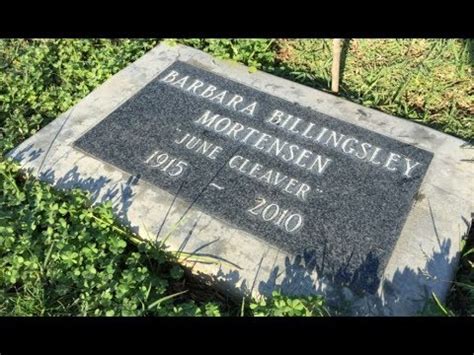 BARBARA BILLINGSLEY
MORTENSEN
"JUNE CLEAVER"
1915 – 2010